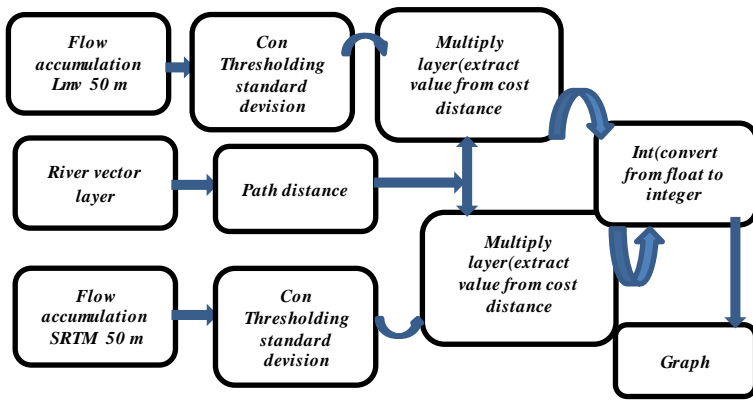 Flow
accumulation
Lmv 50 m
Con
Thresholding
standard
devision
Multiply
layer(extract
value from cost
distance
River vector
layer
Path distance
Int(convert
from float to
integer
Flow
accumulation
SRTM 50 m
Con
Thresholding
standard
devision
Multiply
layer(extract
value from cost
distance
Graph